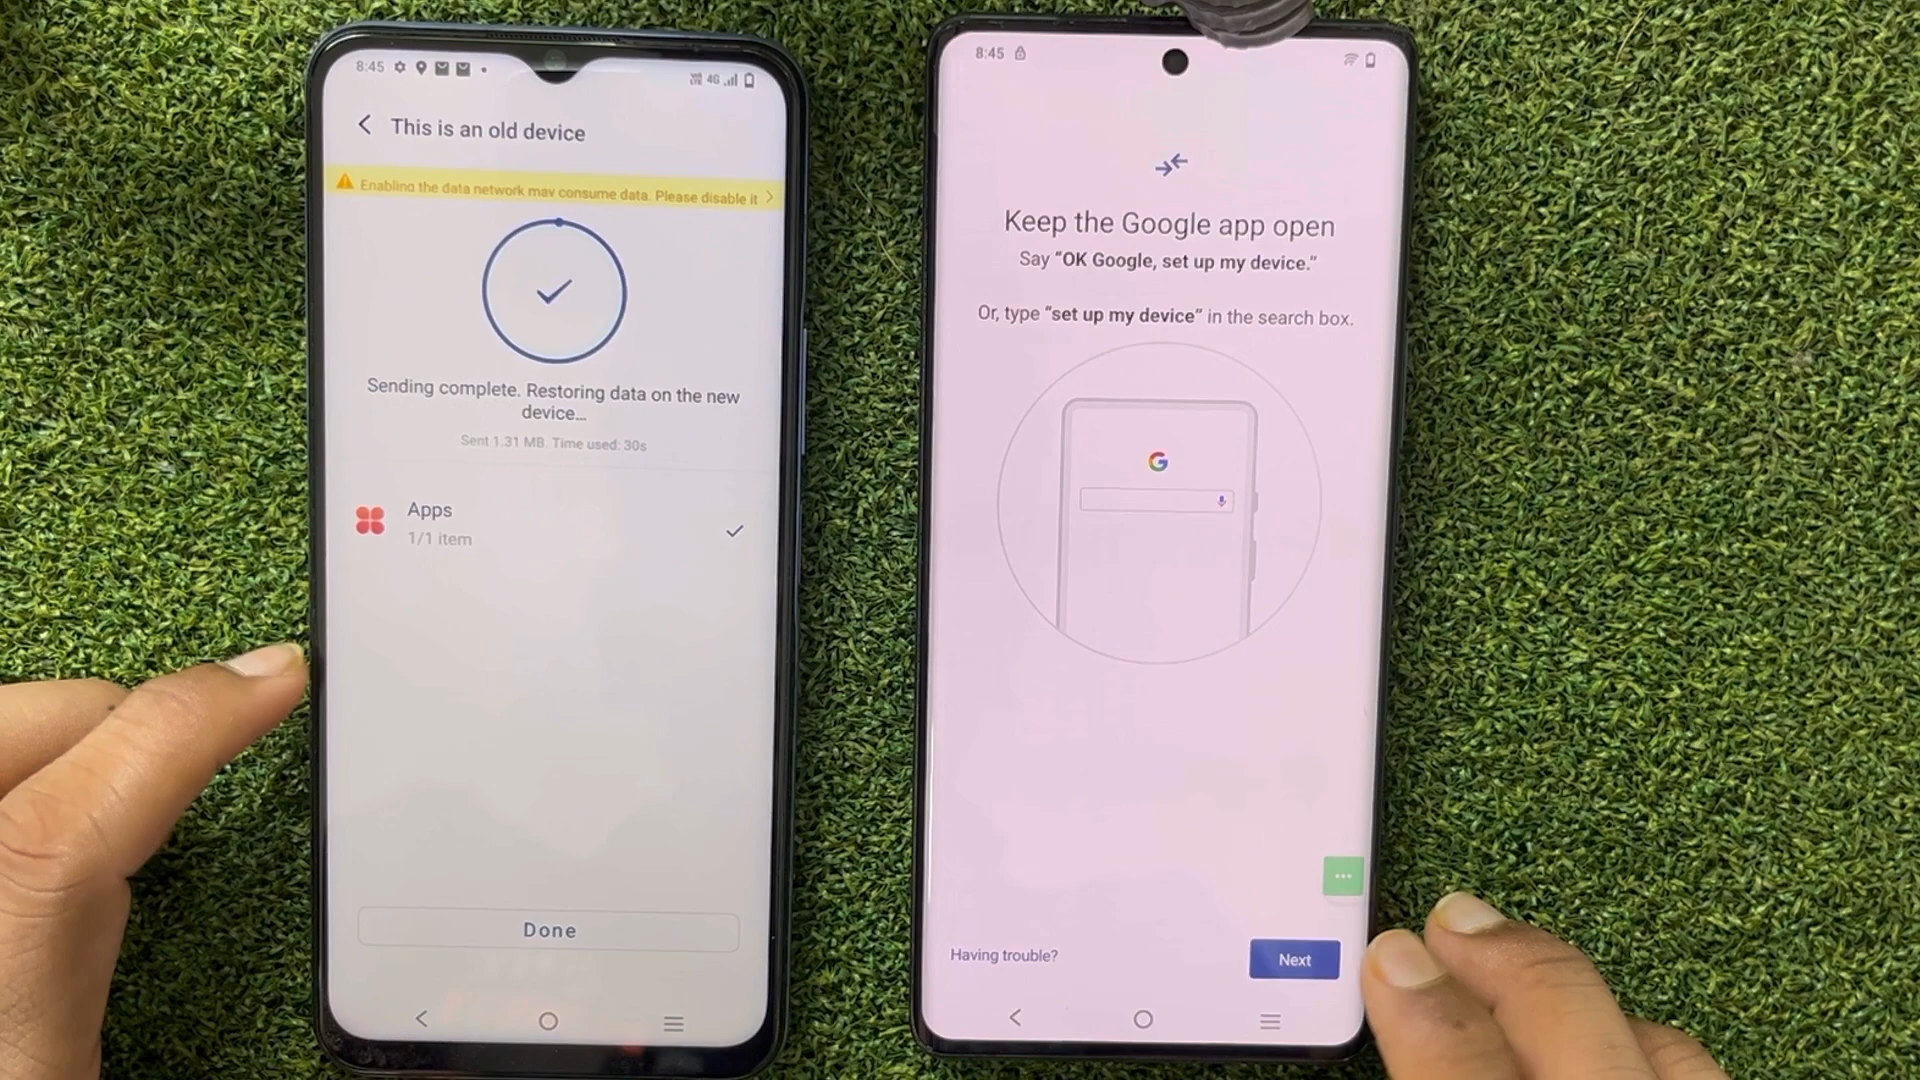 8:45
4G
This is an old device
Enabling the data network may consume data. Please disable it
Sending complete. Restoring data on the new
device...
Sent 1.31 MB. Time used: 30s
Apps
1/1 item
Done
8:45
Keep the Google app open
Say “OK Google, set up my device.”
Or, type “set up my device” in the search box.
G
Having trouble?
Next